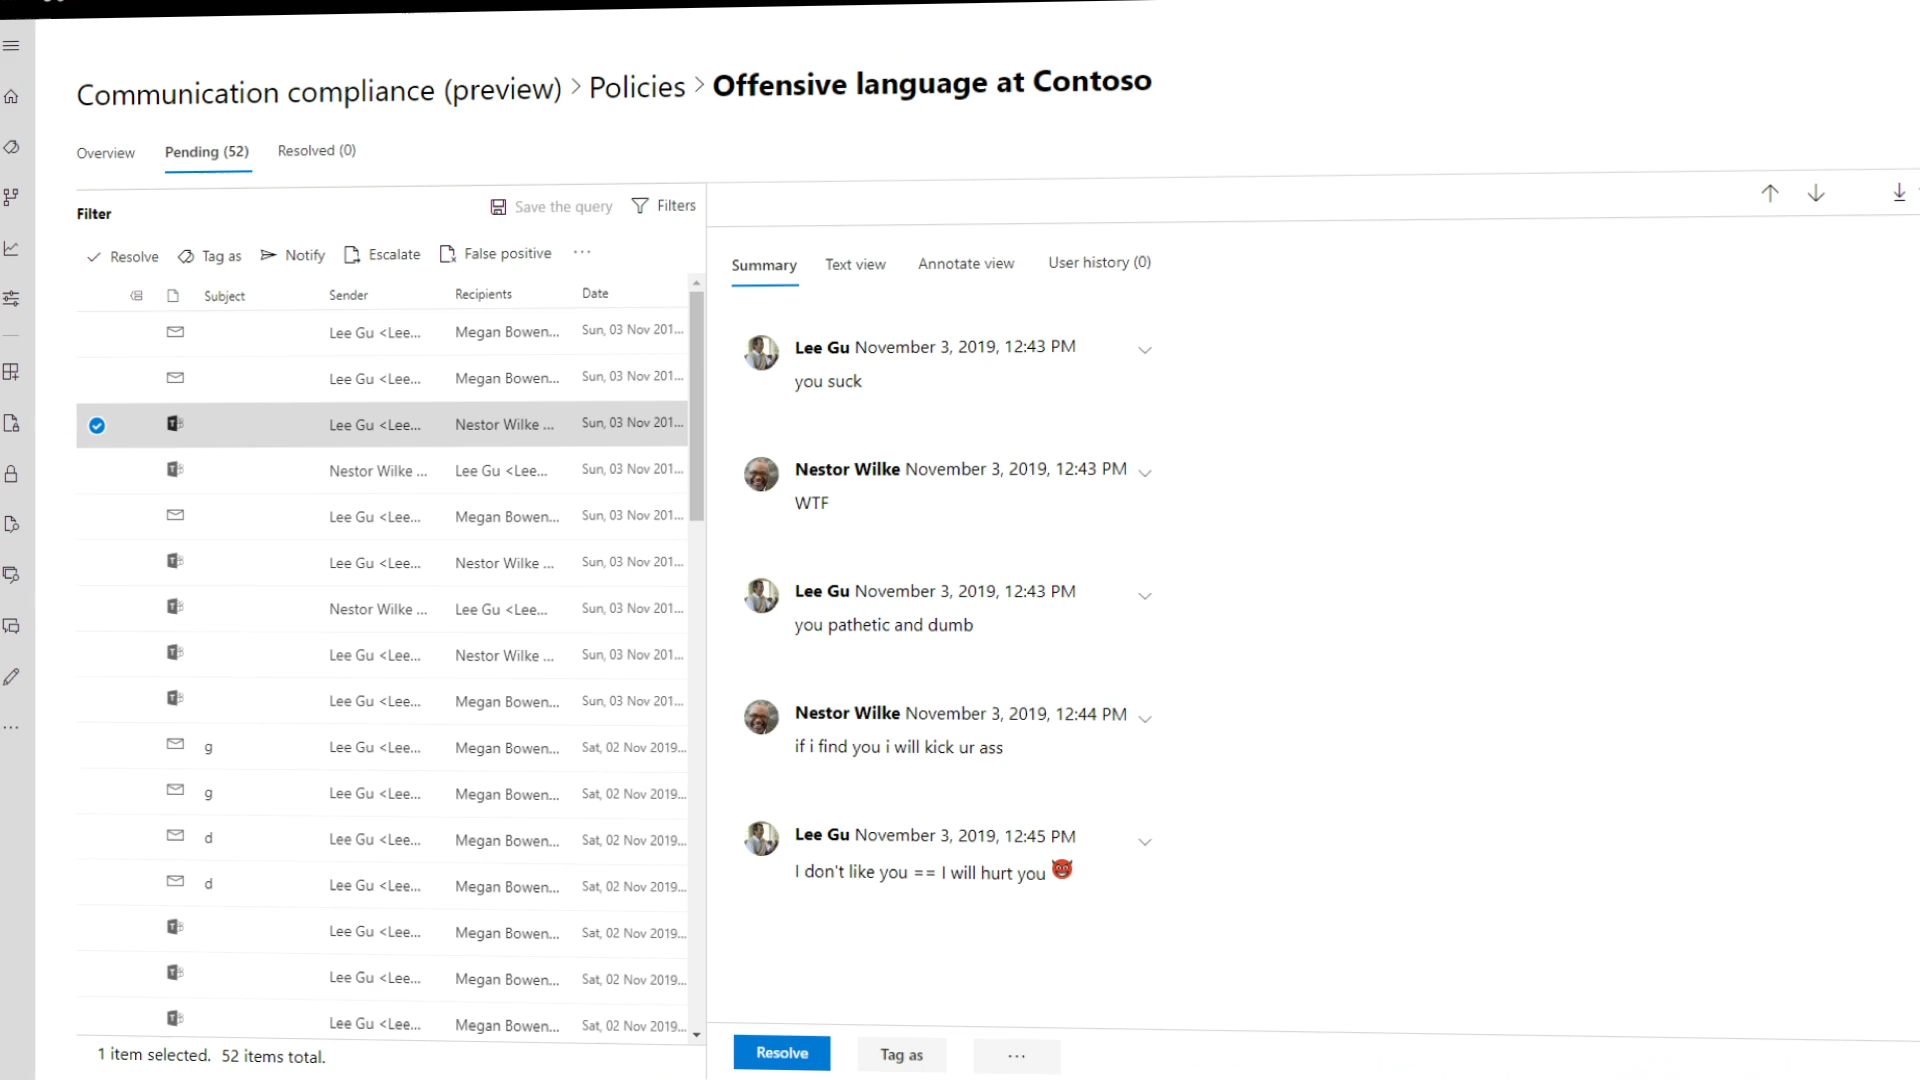 Communication compliance (preview) > Policies > Offensive language at Contoso
Overview Pending (52) Resolved (0)
Filter Save the query Filters
Resolve Tag as Notify Escalate False positive ...
Subject Sender Recipients Date
Lee Gu <Lee... Megan Bowen... Sun, 03 Nov 201...
Lee Gu <Lee... Megan Bowen... Sun, 03 Nov 201...
Lee Gu <Lee... Nestor Wilke ... Sun, 03 Nov 201...
Nestor Wilke ... Lee Gu <Lee... Sun, 03 Nov 201...
Lee Gu <Lee... Megan Bowen... Sun, 03 Nov 201...
Lee Gu <Lee... Nestor Wilke ... Sun, 03 Nov 201...
Nestor Wilke ... Lee Gu <Lee... Sun, 03 Nov 201...
Lee Gu <Lee... Nestor Wilke ... Sun, 03 Nov 201...
Lee Gu <Lee... Megan Bowen... Sun, 03 Nov 201...
g Lee Gu <Lee... Megan Bowen... Sat, 02 Nov 2019...
g Lee Gu <Lee... Megan Bowen... Sat, 02 Nov 2019...
d Lee Gu <Lee... Megan Bowen... Sat, 02 Nov 2019...
d Lee Gu <Lee... Megan Bowen... Sat, 02 Nov 2019...
Lee Gu <Lee... Megan Bowen... Sat, 02 Nov 2019...
Lee Gu <Lee... Megan Bowen... Sat, 02 Nov 2019...
Lee Gu <Lee... Megan Bowen... Sat, 02 Nov 2019...
1 item selected. 52 items total.
Summary Text view Annotate view User history (0)
Lee Gu November 3, 2019, 12:43 PM
you suck
Nestor Wilke November 3, 2019, 12:43 PM
WTF
Lee Gu November 3, 2019, 12:43 PM
you pathetic and dumb
Nestor Wilke November 3, 2019, 12:44 PM
if i find you i will kick ur ass
Lee Gu November 3, 2019, 12:45 PM
I don't like you == I will hurt you 👿
Resolve Tag as ...